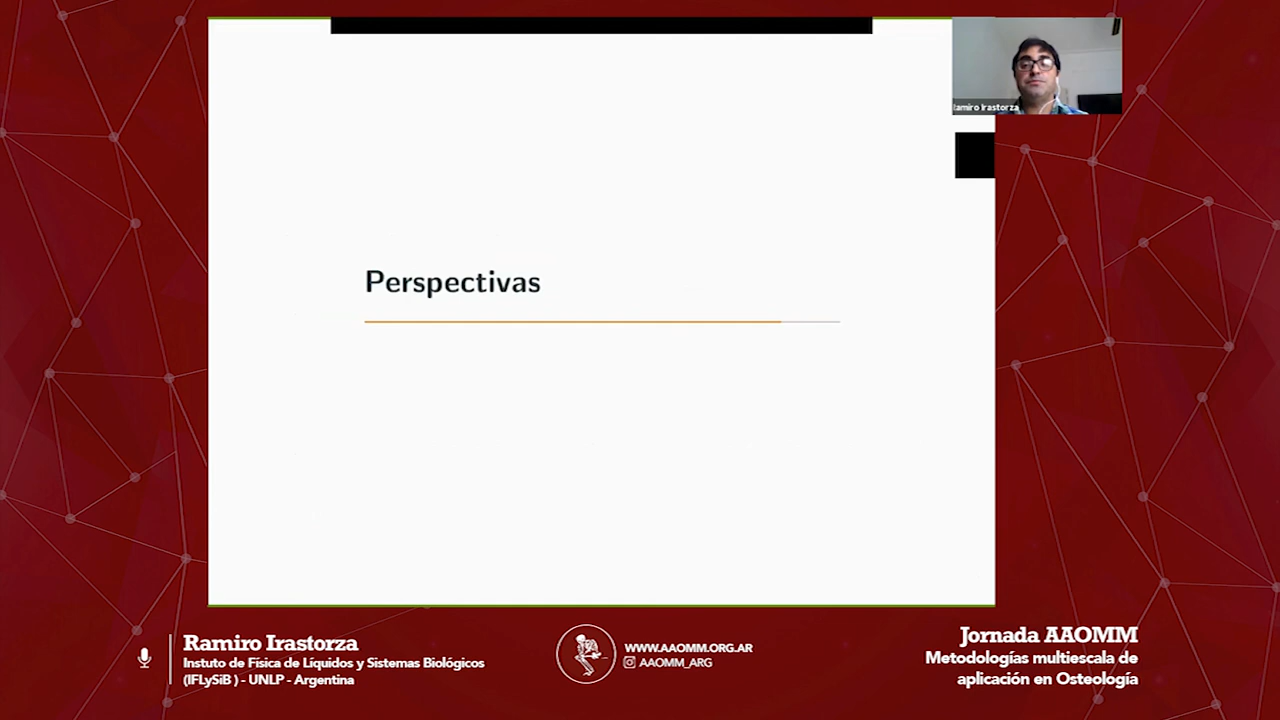 Ramiro Irastorza
Perspectivas
Ramiro Irastorza
Instuto de Física de Líquidos y Sistemas Biológicos
(IFLySiB ) - UNLP - Argentina
WWW.AAOMM.ORG.AR
AAOMM_ARG
Jornada AAOMM
Metodologías multiescala de
aplicación en Osteología